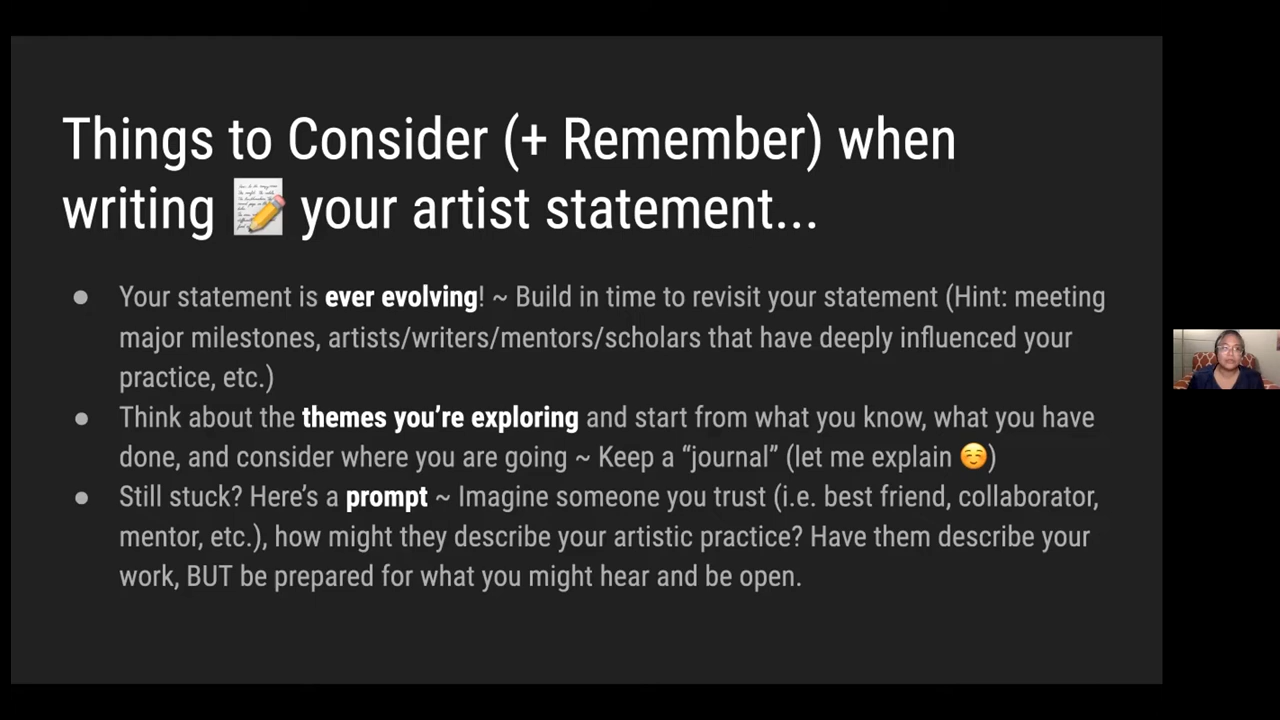 Things to Consider (+ Remember) when
writing 📝 your artist statement...
● Your statement is ever evolving! ~ Build in time to revisit your statement (Hint: meeting
major milestones, artists/writers/mentors/scholars that have deeply influenced your
practice, etc.)
● Think about the themes you’re exploring and start from what you know, what you have
done, and consider where you are going ~ Keep a “journal” (let me explain ☺️)
● Still stuck? Here’s a prompt ~ Imagine someone you trust (i.e. best friend, collaborator,
mentor, etc.), how might they describe your artistic practice? Have them describe your
work, BUT be prepared for what you might hear and be open.